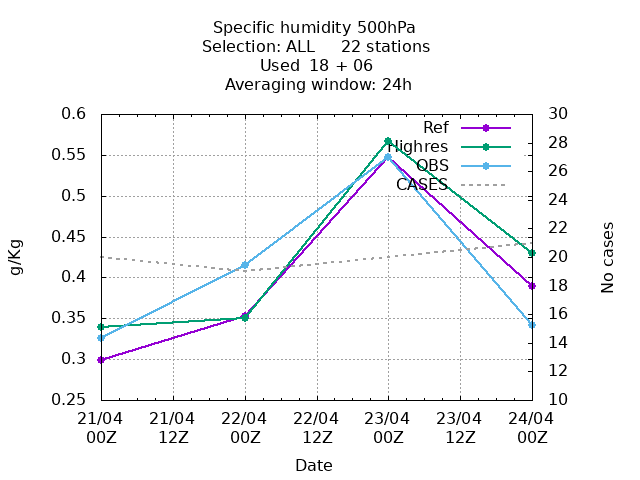 Specific humidity 500hPa
Selection: ALL     22 stations
Used  18 + 06
Averaging window: 24h
Ref
Highres
OBS
CASES
0.6
0.55
0.5
0.45
0.4
0.35
0.3
0.25
30
28
26
24
22
20
18
16
14
12
10
g/Kg
No cases
21/04 21/04 22/04 22/04 23/04 23/04 24/04
00Z 12Z 00Z 12Z 00Z 12Z 00Z
Date